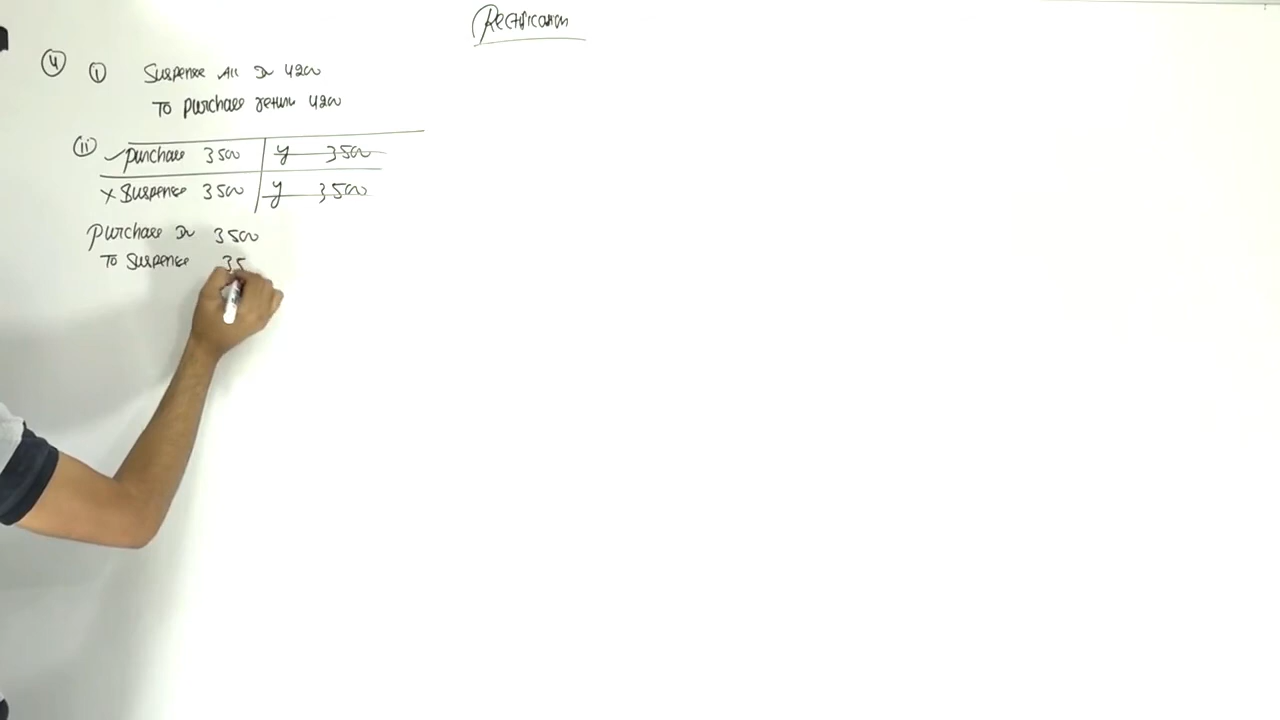 Rectification
4 i Suspense A/c Dr 4200
To purchase return 4200
ii purchase 3500 y 3500
x Suspense 3500 y 3500
Purchase Dr 3500
To Suspense 35